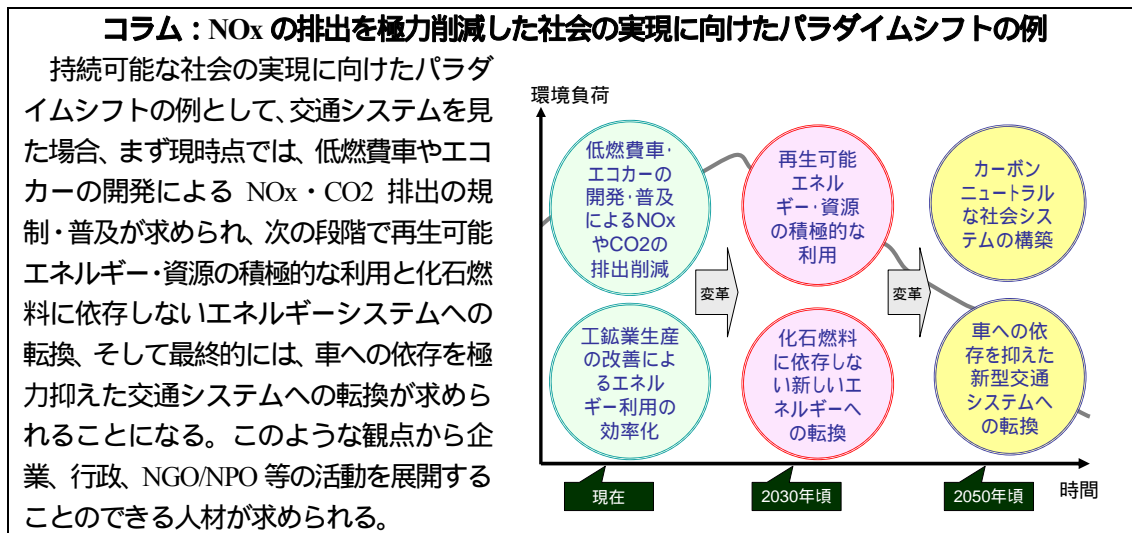 コラム：NOx の排出を極力削減した社会の実現に向けたパラダイムシフトの例
持続可能な社会の実現に向けたパラダ
イムシフトの例として、交通システムを見
た場合、まず現時点では、低燃費車やエコ
カーの開発による NOx・CO2 排出の規
制・普及が求められ、次の段階で再生可能
エネルギー・資源の積極的な利用と化石燃
料に依存しないエネルギーシステムへの
転換、そして最終的には、車への依存を極
力抑えた交通システムへの転換が求めら
れることになる。このような観点から企
業、行政、NGO/NPO 等の活動を展開する
ことのできる人材が求められる。
環境負荷
低燃費車・
エコカーの
開発・普及
によるNOx
やCO2の
排出削減
工鉱業生産
の改善によ
るエネル
ギー利用の
効率化
変革
再生可能
エネル
ギー・資源
の積極的な
利用
化石燃料
に依存しな
い新しいエ
ネルギーへ
の転換
変革
カーボン
ニュートラル
な社会シス
テムの構築
車への依
存を抑えた
新型交通
システムへ
の転換
現在
2030年頃
2050年頃
時間